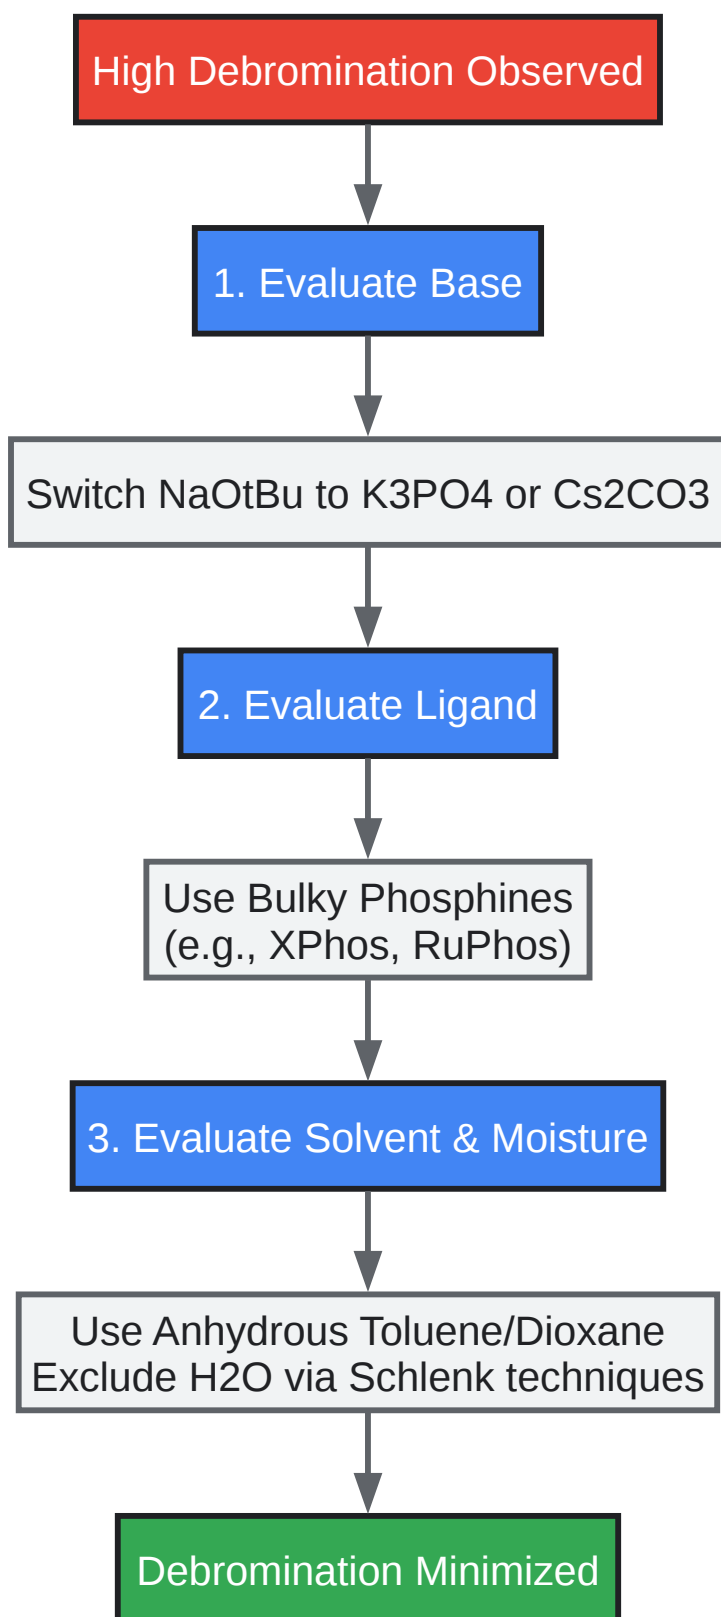 High Debromination Observed
1. Evaluate Base
Switch NaOtBu to K3PO4 or Cs2CO3
2. Evaluate Ligand
Use Bulky Phosphines
(e.g., XPhos, RuPhos)
3. Evaluate Solvent & Moisture
Use Anhydrous Toluene/Dioxane
Exclude H2O via Schlenk techniques
Debromination Minimized